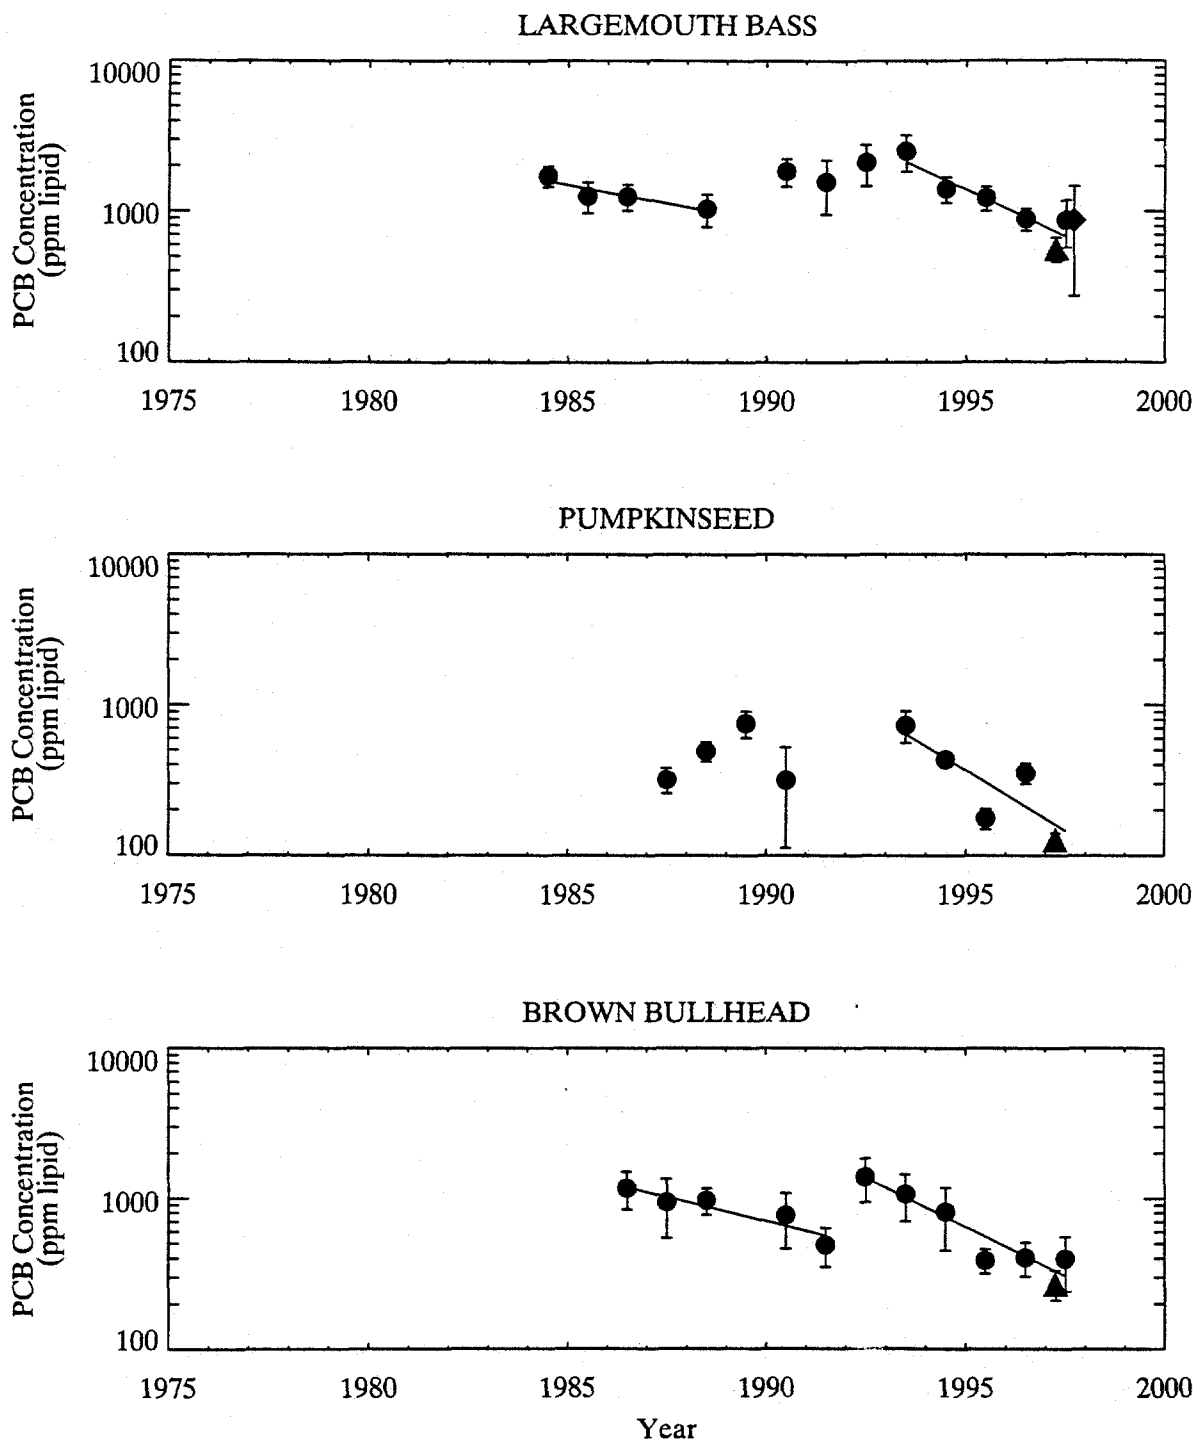 LARGEMOUTH BASS
PCB Concentration
(ppm lipid)
10000
1000
100
1975 1980 1985 1990 1995 2000
PUMPKINSEED
PCB Concentration
(ppm lipid)
10000
1000
100
1975 1980 1985 1990 1995 2000
BROWN BULLHEAD
PCB Concentration
(ppm lipid)
10000
1000
100
1975 1980 1985 1990 1995 2000
Year